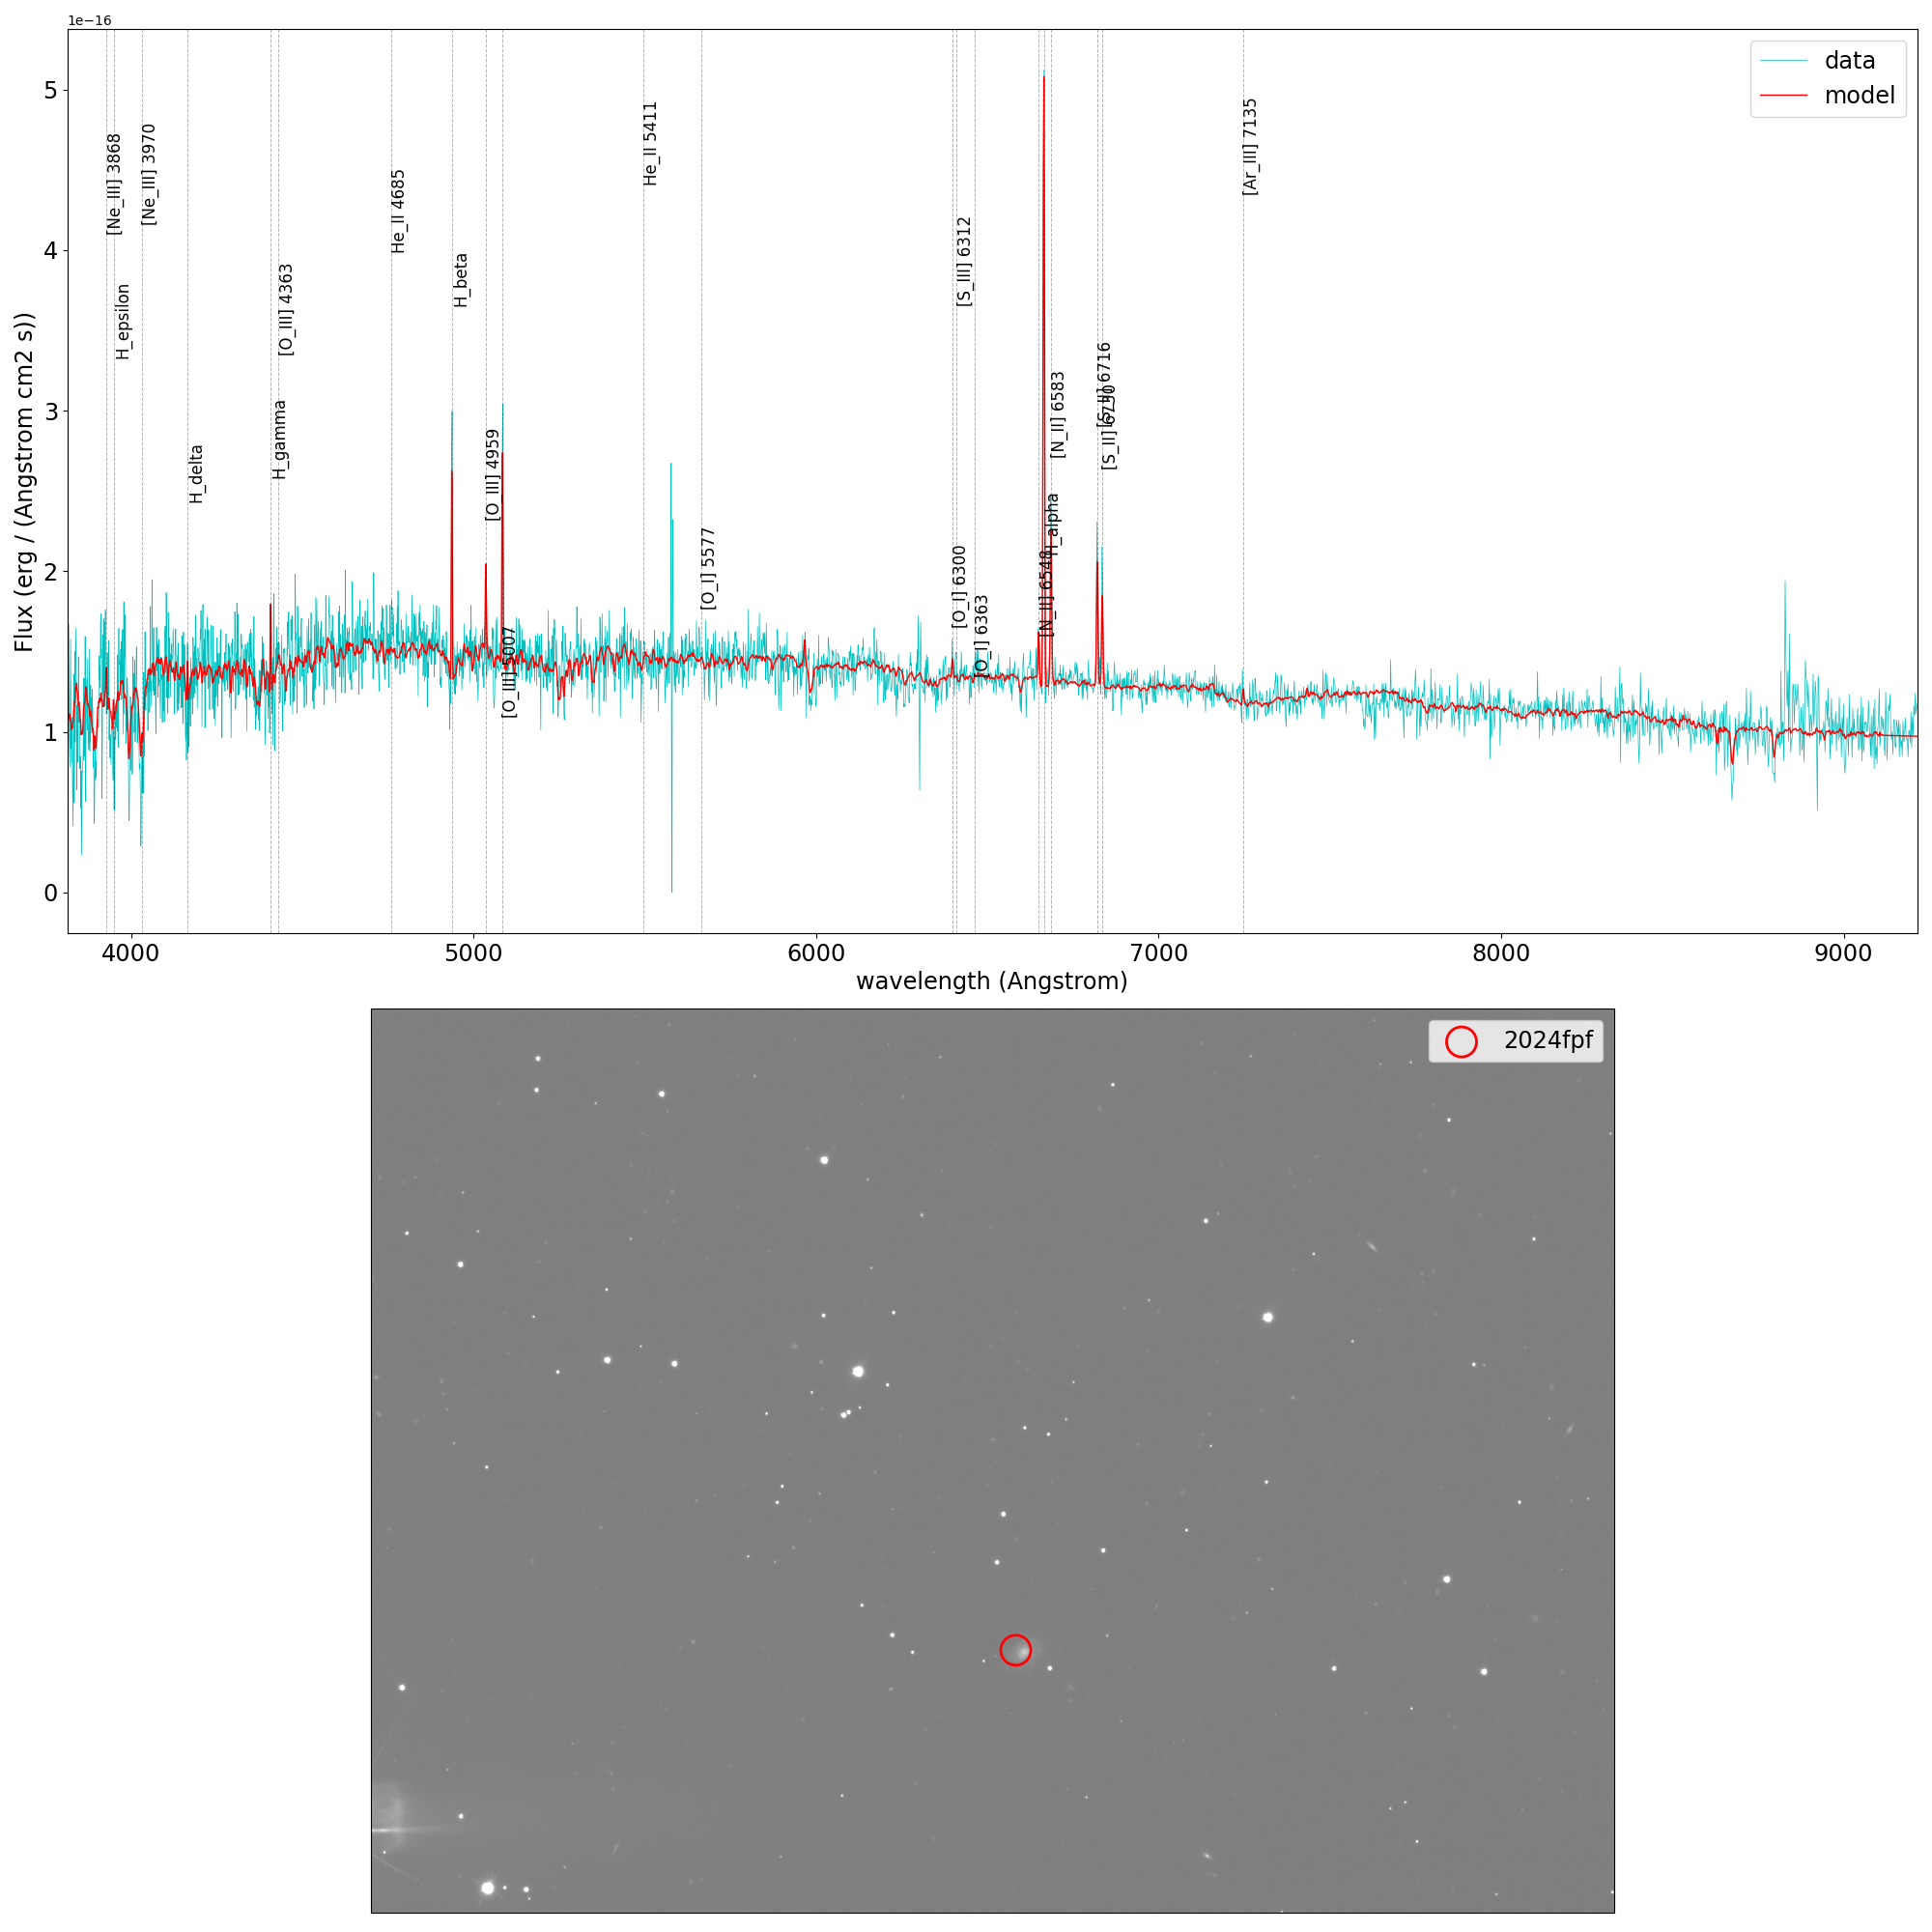 1e−16
data
model
Flux (erg / (Angstrom cm2 s))
5
4
3
2
1
0
[Ne_III] 3868
H_epsilon
[Ne_III] 3970
H_delta
H_gamma
[O_III] 4363
He_II 4685
H_beta
[O_III] 4959
[O_III] 5007
He_II 5411
[O_I] 5577
[O_I] 6300
[S_III] 6312
[O_I] 6363
[N_II] 6548
H_alpha
[N_II] 6583
[S_II] 6716
[S_II] 6730
[Ar_III] 7135
4000 5000 6000 7000 8000 9000
wavelength (Angstrom)
2024fpf